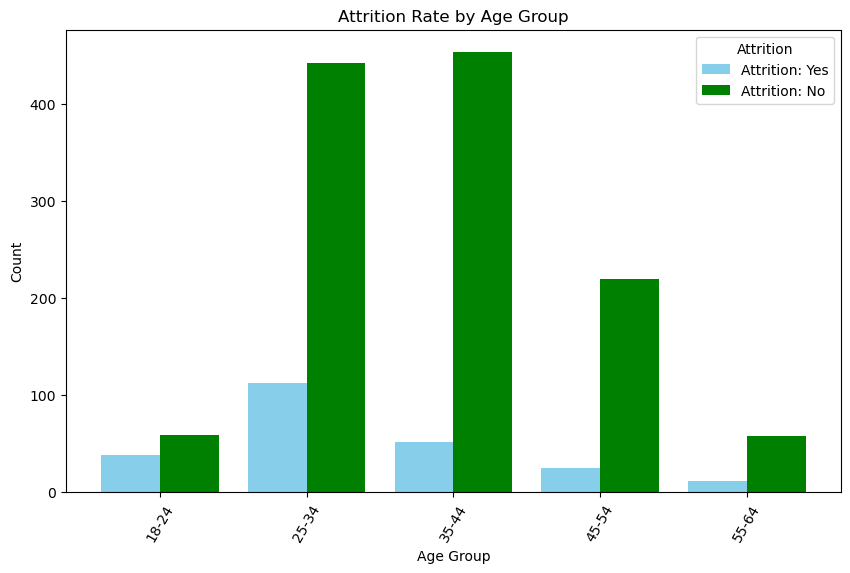 Attrition Rate by Age Group
Attrition
Attrition: Yes
Attrition: No
Count
400
300
200
100
0
18-24
25-34
35-44
45-54
55-64
Age Group